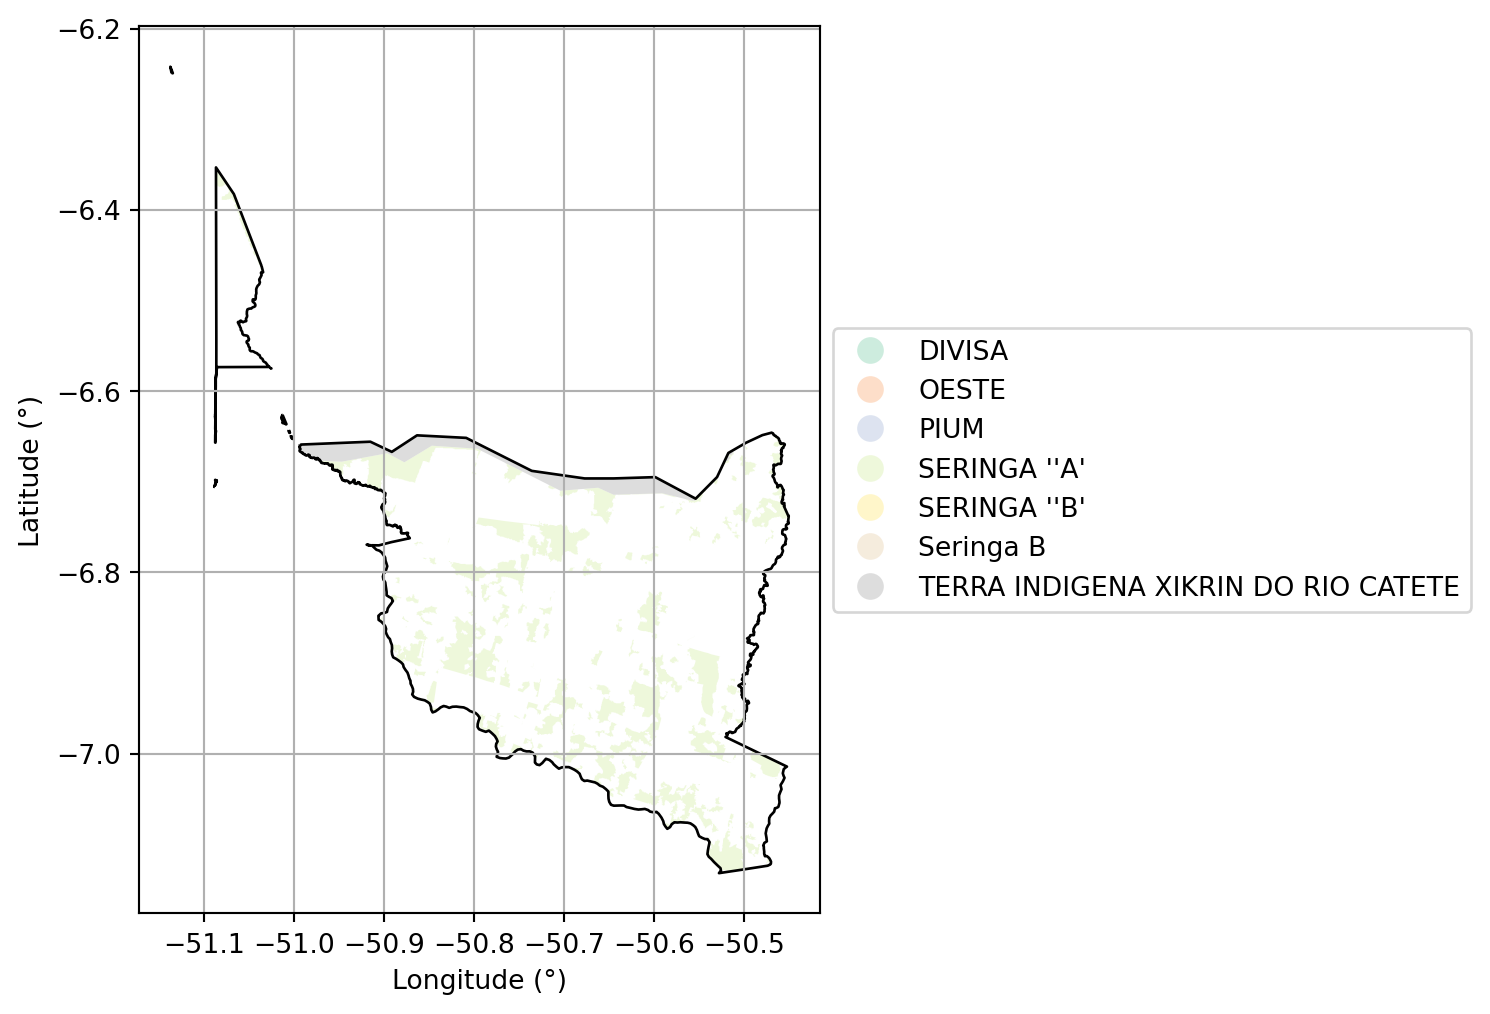 −6.2
−6.4
−6.6
−6.8
−7.0
Latitude (°)
−51.1 −51.0 −50.9 −50.8 −50.7 −50.6 −50.5
Longitude (°)
DIVISA
OESTE
PIUM
SERINGA ''A'
SERINGA ''B'
Seringa B
TERRA INDIGENA XIKRIN DO RIO CATETE